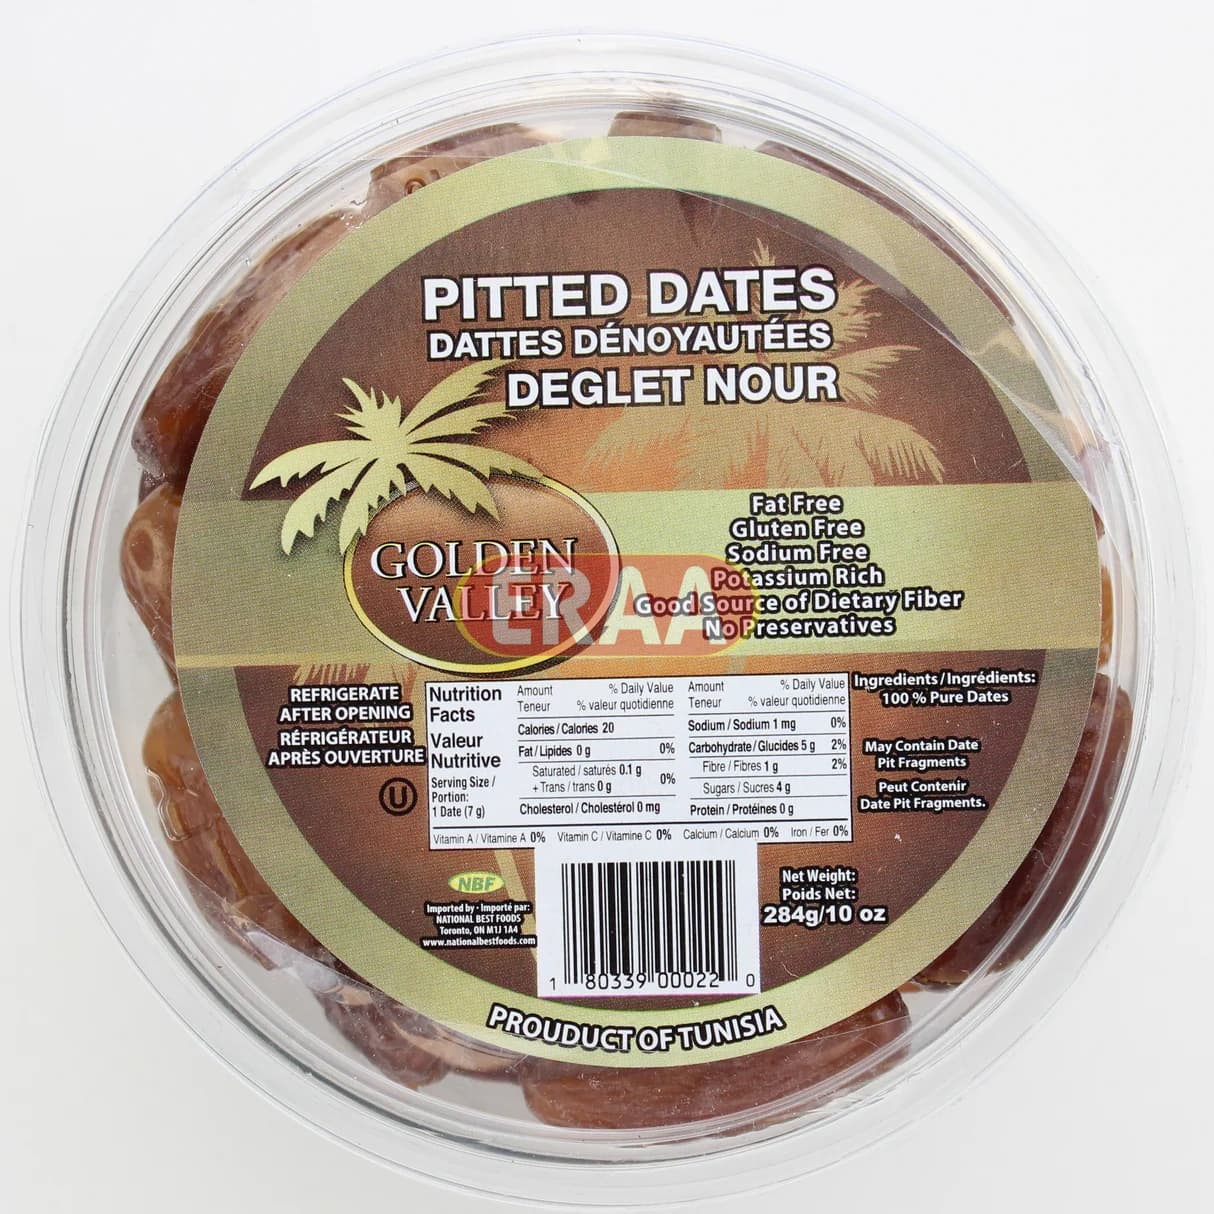 PITTED DATES
DATTES DÉNOYAUTÉES
DEGLET NOUR
GOLDEN
VALLEY
ERAA
Fat Free
Gluten Free
Sodium Free
Potassium Rich
Good Source of Dietary Fiber
No Preservatives
REFRIGERATE
AFTER OPENING
RÉFRIGÉRATEUR
APRÈS OUVERTURE
U
Nutrition
Facts
Valeur
Nutritive
Serving Size /
Portion:
1 Date (7 g)
Amount % Daily Value
Teneur % valeur quotidienne
Calories / Calories 20
Fat / Lipides 0 g 0%
Saturated / saturés 0.1 g
+ Trans / trans 0 g 0%
Cholesterol / Cholestérol 0 mg
Amount % Daily Value
Teneur % valeur quotidienne
Sodium / Sodium 1 mg 0%
Carbohydrate / Glucides 5 g 2%
Fibre / Fibres 1 g 2%
Sugars / Sucres 4 g
Protein / Protéines 0 g
Vitamin A / Vitamine A 0% Vitamin C / Vitamine C 0% Calcium / Calcium 0% Iron / Fer 0%
Ingredients/Ingrédients:
100 % Pure Dates
May Contain Date
Pit Fragments
Peut Contenir
Date Pit Fragments.
NBF
Imported by - Importé par:
NATIONAL BEST FOODS
Toronto, ON M1J 1A4
www.nationalbestfoods.com
1 80339 00022 0
Net Weight:
Poids Net:
284g/10 oz
PROUDUCT OF TUNISIA